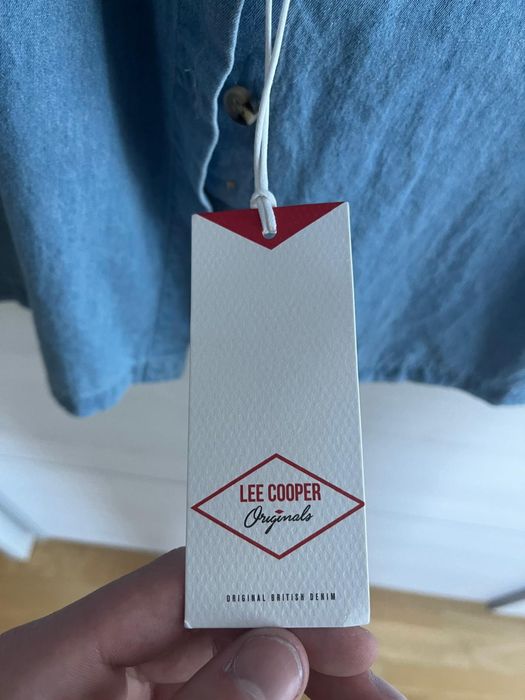 LEE COOPER
Originals
ORIGINAL BRITISH DENIM